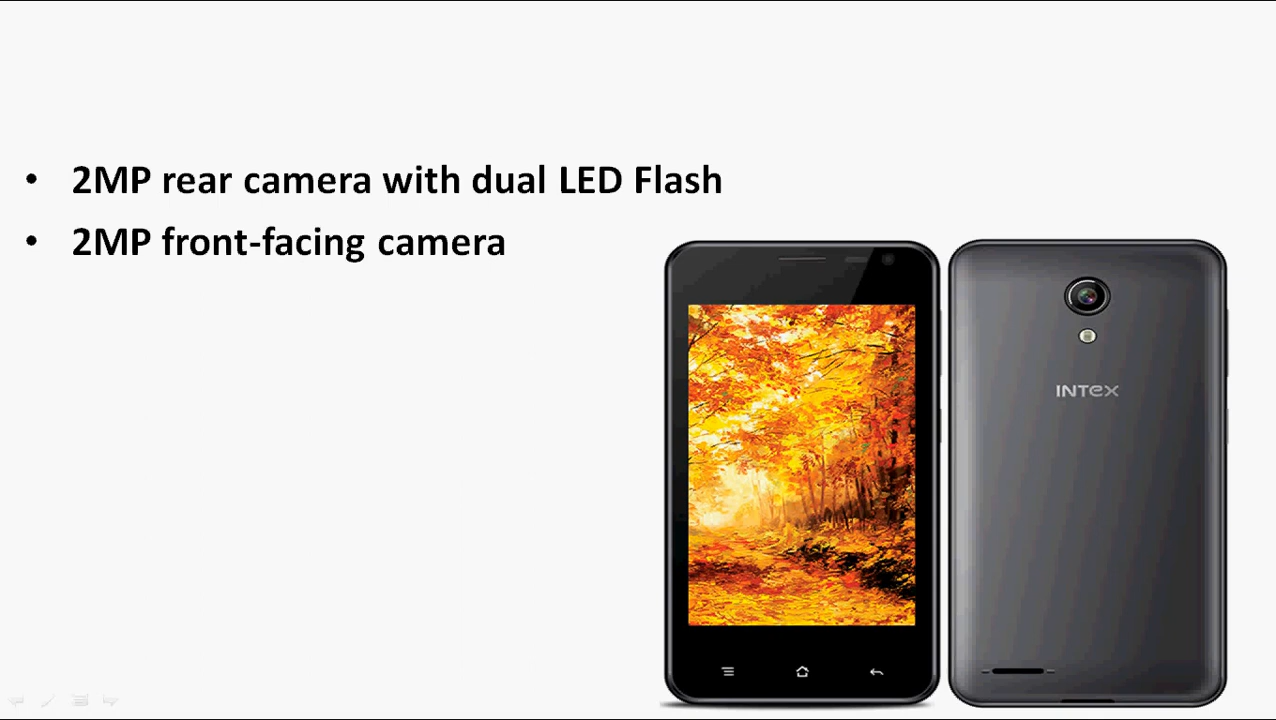 • 2MP rear camera with dual LED Flash
• 2MP front-facing camera
INTEX